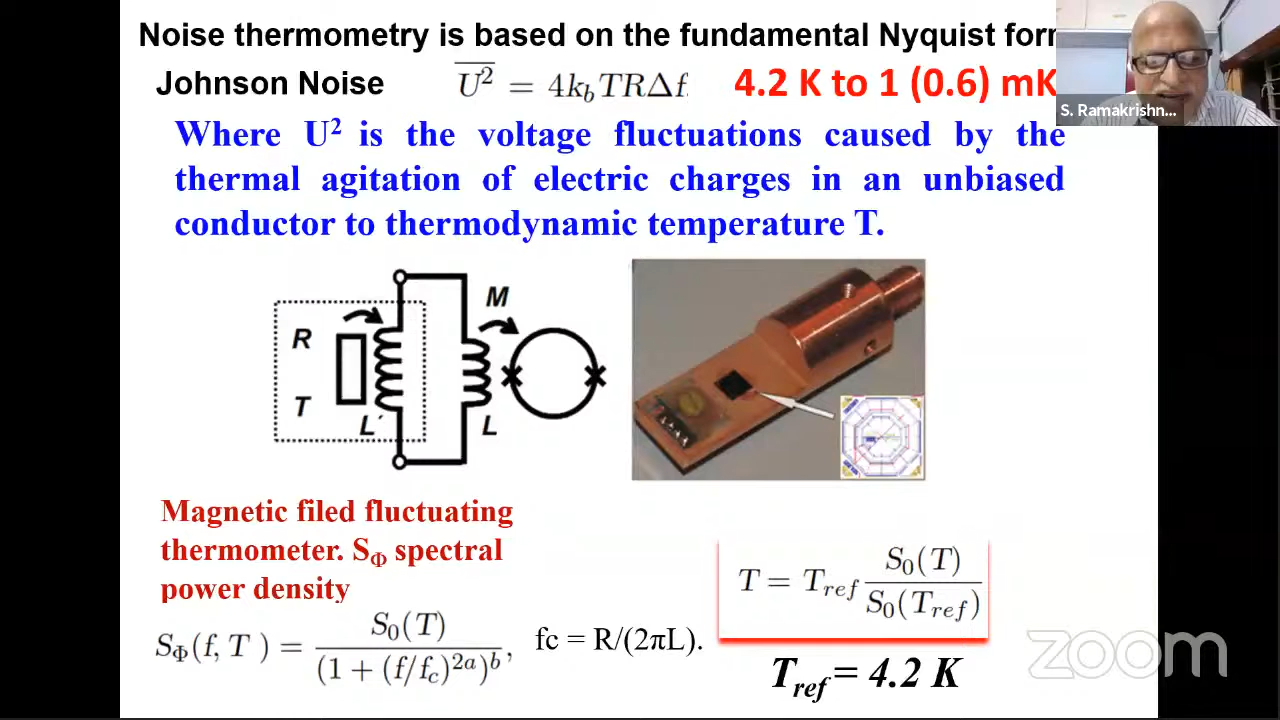 Noise thermometry is based on the fundamental Nyquist for
Johnson Noise U² = 4k_bTRΔf 4.2 K to 1 (0.6) mK
S. Ramakrishn...
Where U² is the voltage fluctuations caused by the
thermal agitation of electric charges in an unbiased
conductor to thermodynamic temperature T.
M
R
T
L´ L
Magnetic filed fluctuating
thermometer. S_Φ spectral
power density
S_Φ(f, T ) = S₀(T) / (1 + (f/f_c)^{2a})^b, fc = R/(2πL).
T = T_ref S₀(T) / S₀(T_ref)
T_ref = 4.2 K
zoom